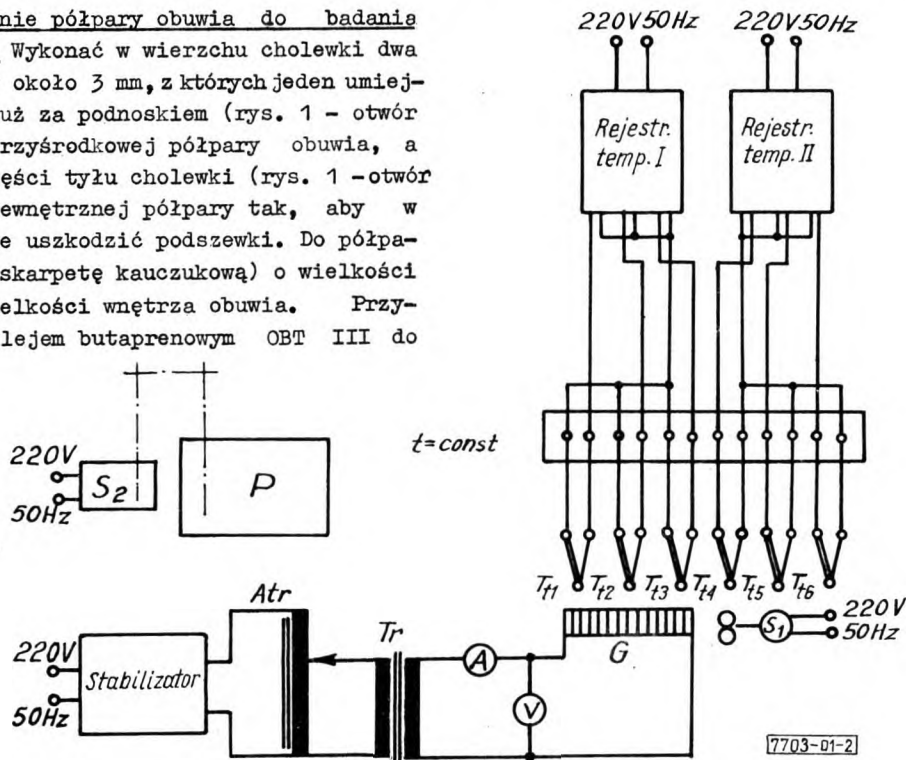 nie półpary obuwia do badania
Wykonać w wierzchu cholewki dwa
około 3 mm, z których jeden umiej-
uż za podnoskiem (rys. 1 - otwór
rzyśrodkowej półpary obuwia, a
ęści tyłu cholewki (rys. 1 -otwór
ewnętrznej półpary tak, aby w
e uszkodzić podszewki. Do półpa-
skarpetę kauczukową) o wielkości
elkości wnętrza obuwia. Przy-
lejem butaprenowym OBT III do
220V 50Hz 220V 50Hz
Rejestr. temp. I
Rejestr. temp. II
t=const
220V
50Hz
S2
P
Tt1 Tt2 Tt3 Tt4 Tt5 Tt6
220V
50Hz
Stabilizator
Atr
Tr
A
V
G
S1
220V
50Hz
7703-01-2